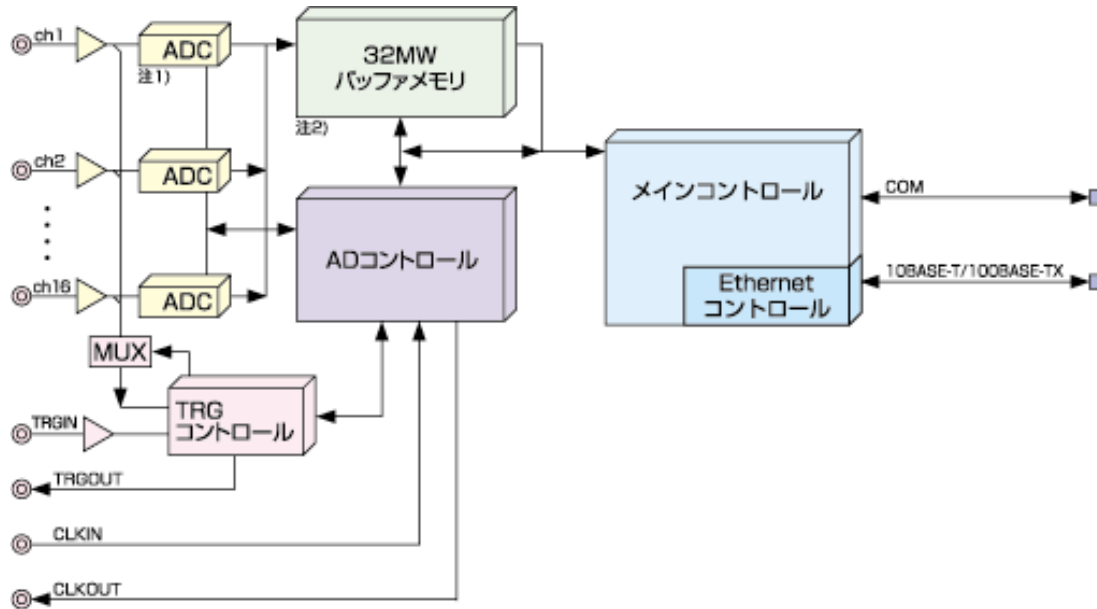 ch1
ADC
注1)
32MW
バッファメモリ
注2)
ch2
ADC
メインコントロール
COM
ADコントロール
10BASE-T/100BASE-TX
Ethernet
コントロール
ch16
ADC
MUX
TRG
コントロール
TRGIN
TRGOUT
CLKIN
CLKOUT